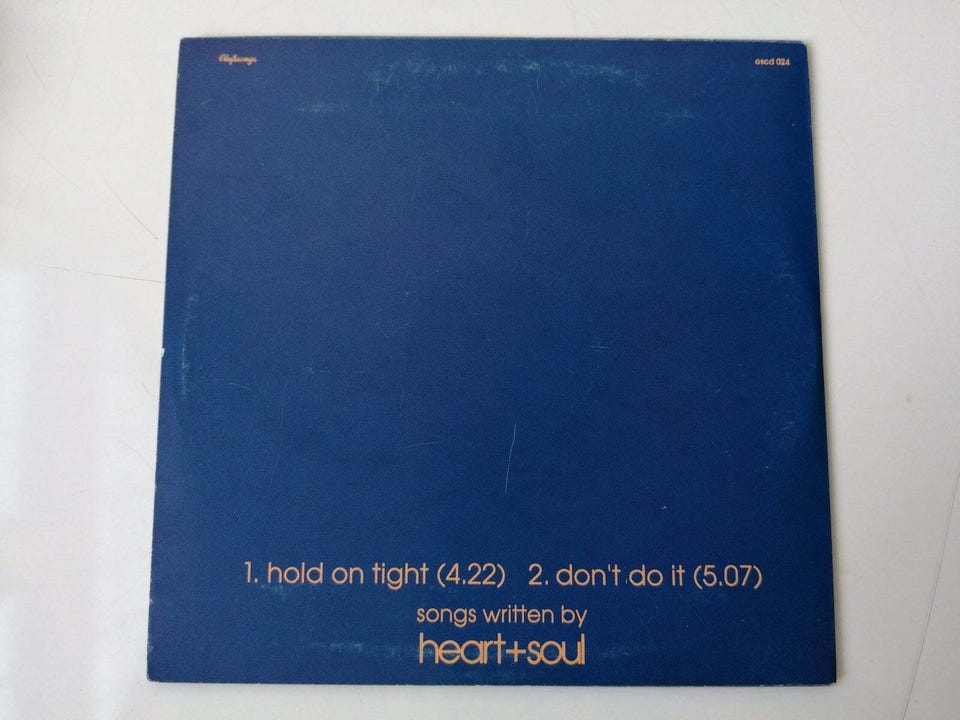 Olafssongs
oscd 024
1. hold on tight (4.22) 2. don't do it (5.07)
songs written by
heart+soul